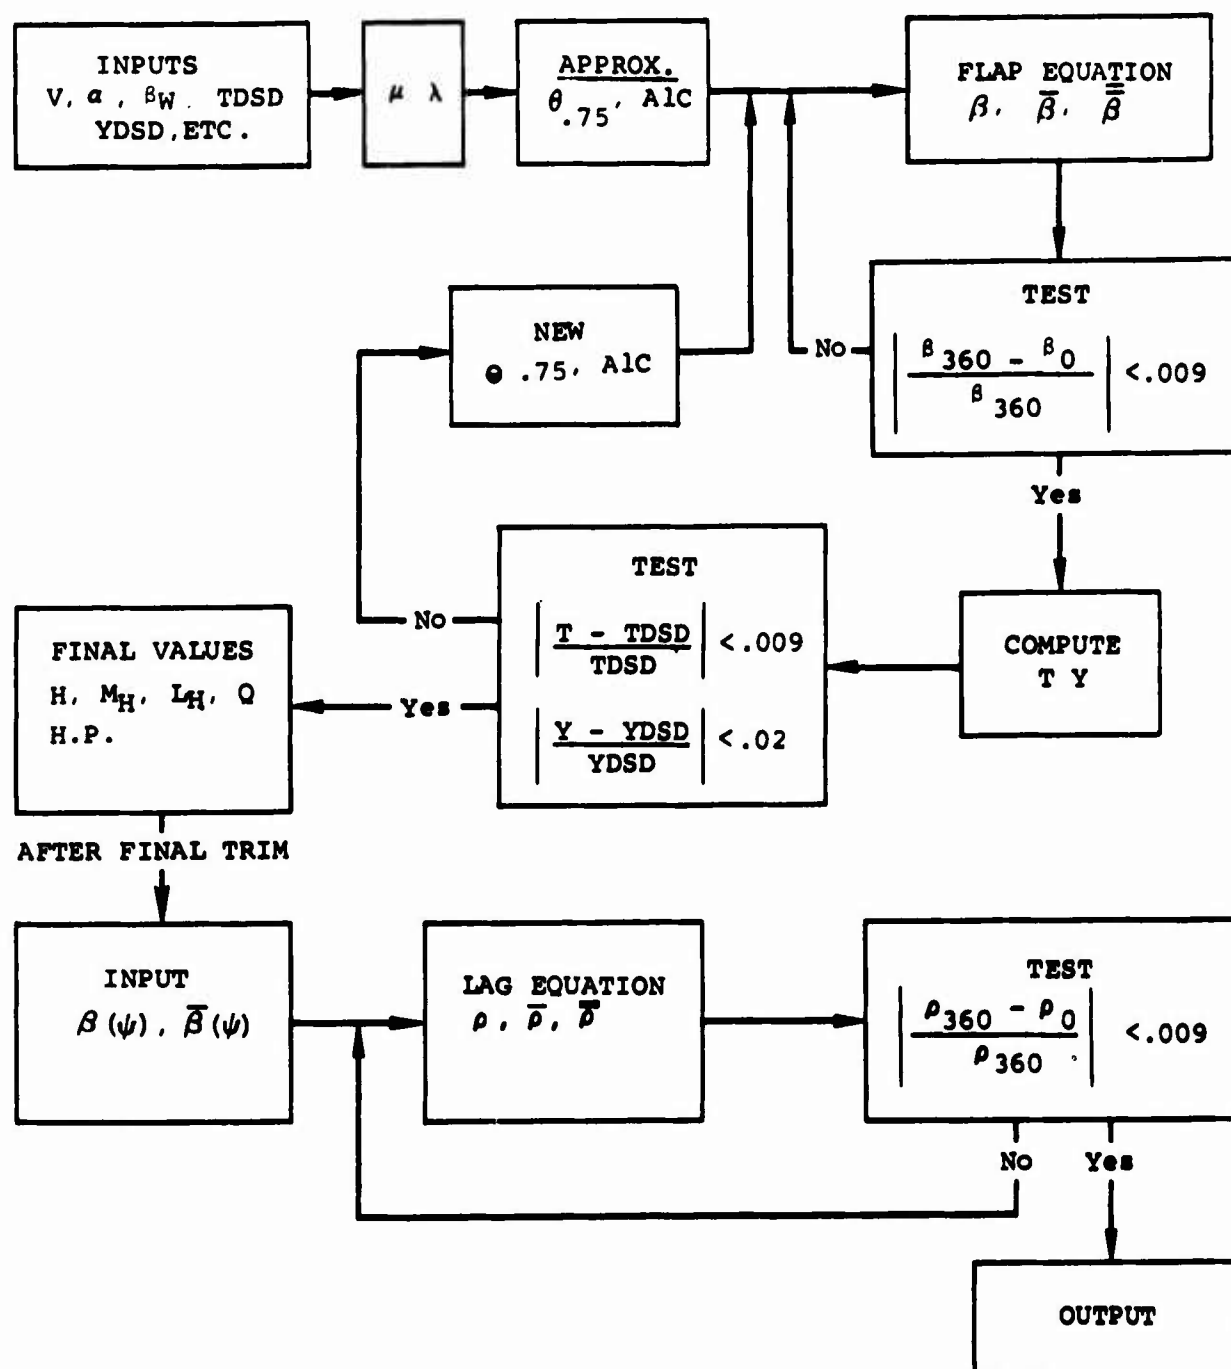 INPUTS
V, α, βW. TDSD
YDSD, ETC.
μ λ
APPROX.
θ.75, A1C
FLAP EQUATION
β, β̄, β̿
TEST
| β360 - β0 / β360 | <.009
No
Yes
NEW
θ .75, A1C
TEST
| T - TDSD / TDSD | <.009
| Y - YDSD / YDSD | <.02
No
Yes
COMPUTE
T Y
FINAL VALUES
H, MH, LH, Q
H.P.
AFTER FINAL TRIM
INPUT
β(ψ), β̄(ψ)
LAG EQUATION
ρ, ρ̄, ρ̿
TEST
| ρ360 - ρ0 / ρ360 | <.009
No Yes
OUTPUT